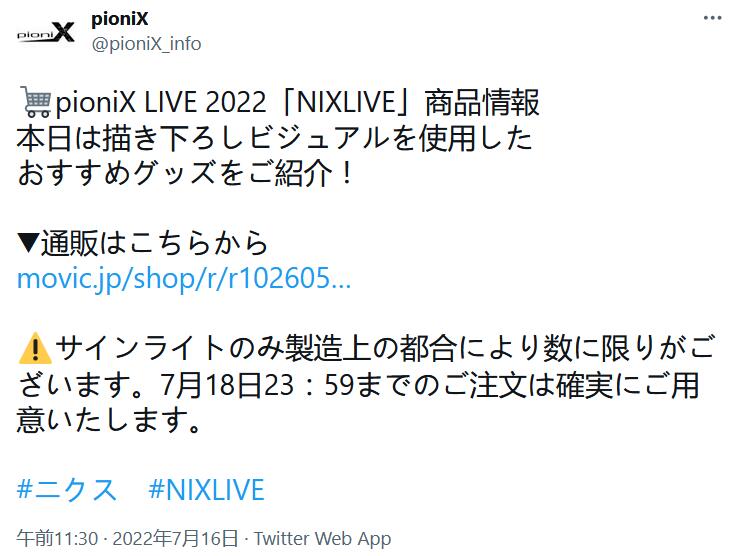 pioniX
pioniX
@pioniX_info
🛒pioniX LIVE 2022「NIXLIVE」商品情報
本日は描き下ろしビジュアルを使用した
おすすめグッズをご紹介！
▼通販はこちらから
movic.jp/shop/r/r102605…
⚠サインライトのみ製造上の都合により数に限りがご
ざいます。7月18日23：59までのご注文は確実にご用
意いたします。
#ニクス　#NIXLIVE
午前11:30 · 2022年7月16日 · Twitter Web App